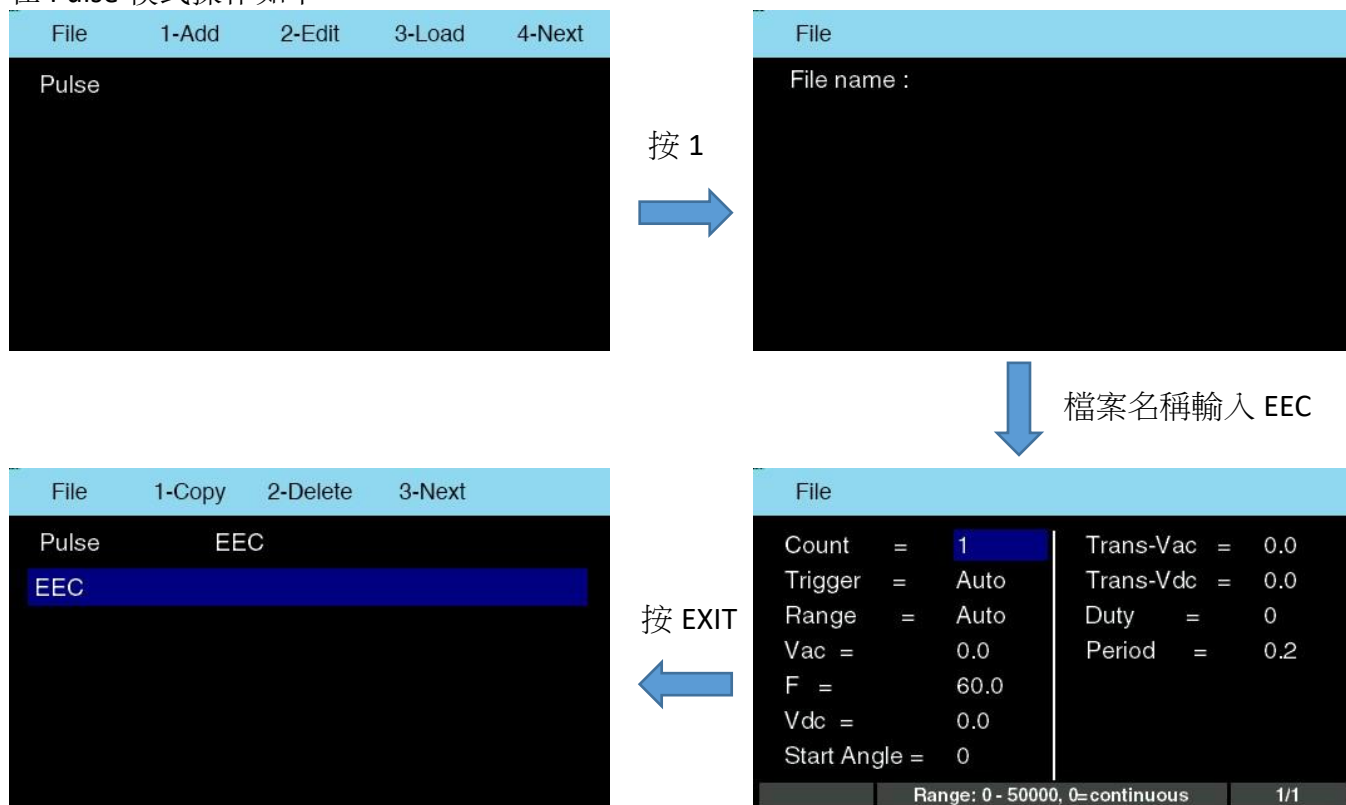 在 Pulse 模式操作如下
File 1-Add 2-Edit 3-Load 4-Next
Pulse
按 1
File
File name :
檔案名稱輸入 EEC
File
Count = 1 Trans-Vac = 0.0
Trigger = Auto Trans-Vdc = 0.0
Range = Auto Duty = 0
Vac = 0.0 Period = 0.2
F = 60.0
Vdc = 0.0
Start Angle = 0
Range: 0 - 50000, 0=continuous 1/1
按 EXIT
File 1-Copy 2-Delete 3-Next
Pulse EEC
EEC